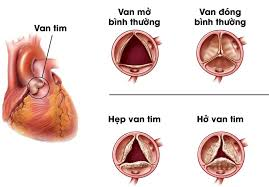 Van tim
Van mở
bình thường
Van đóng
bình thường
Hẹp van tim
Hở van tim